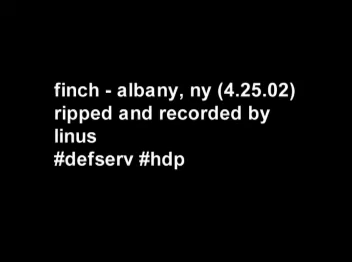 finch - albany, ny (4.25.02)
ripped and recorded by
linus
#defserv #hdp